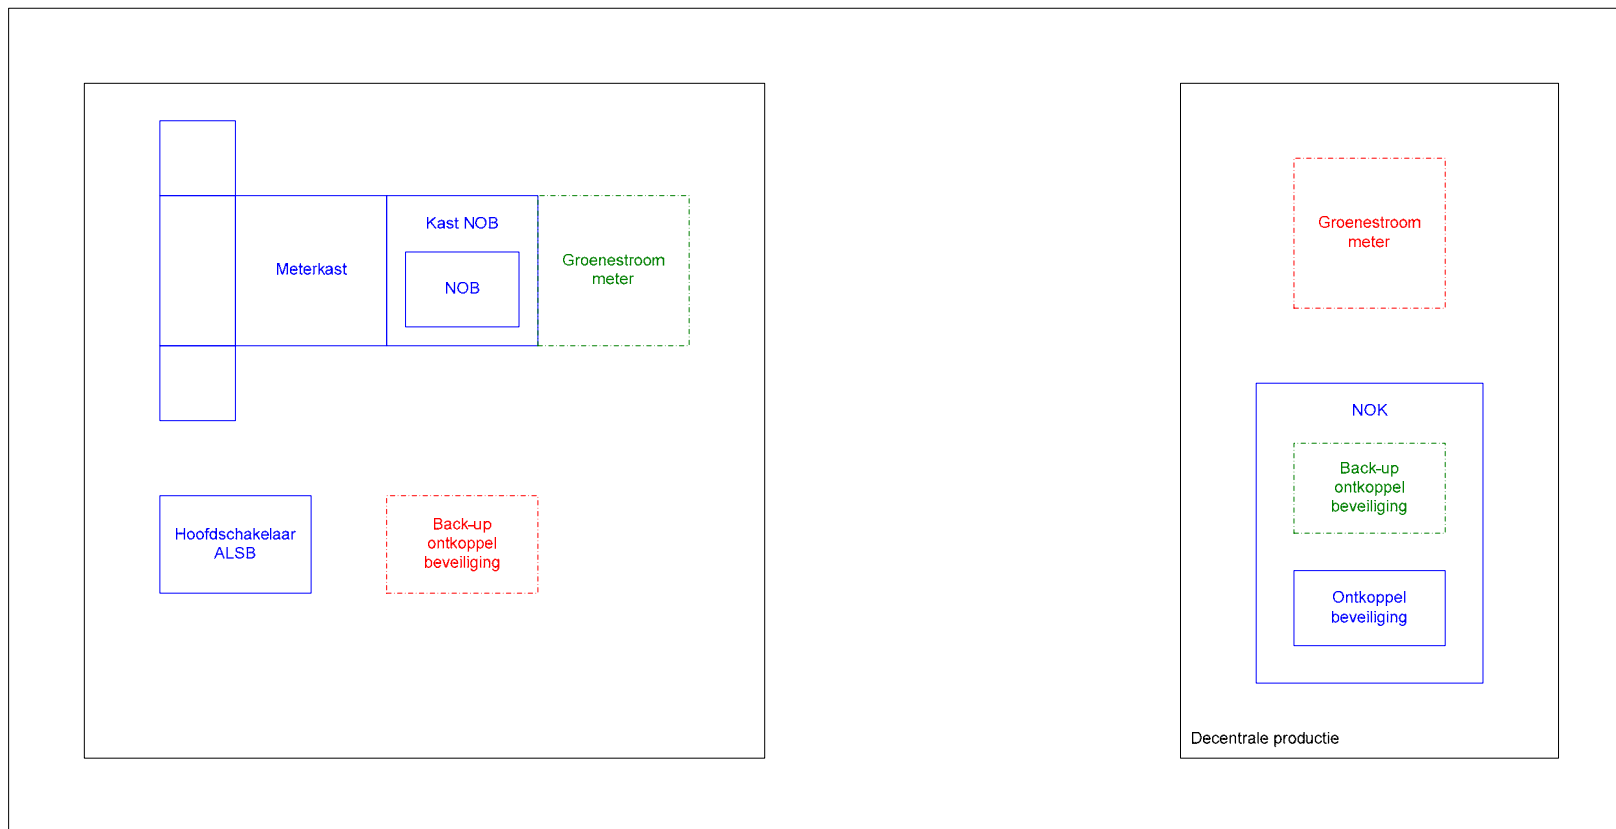 Meterkast
Kast NOB
NOB
Groenestroom
meter
Hoofdschakelaar
ALSB
Back-up
ontkoppel
beveiliging
Groenestroom
meter
NOK
Back-up
ontkoppel
beveiliging
Ontkoppel
beveiliging
Decentrale productie